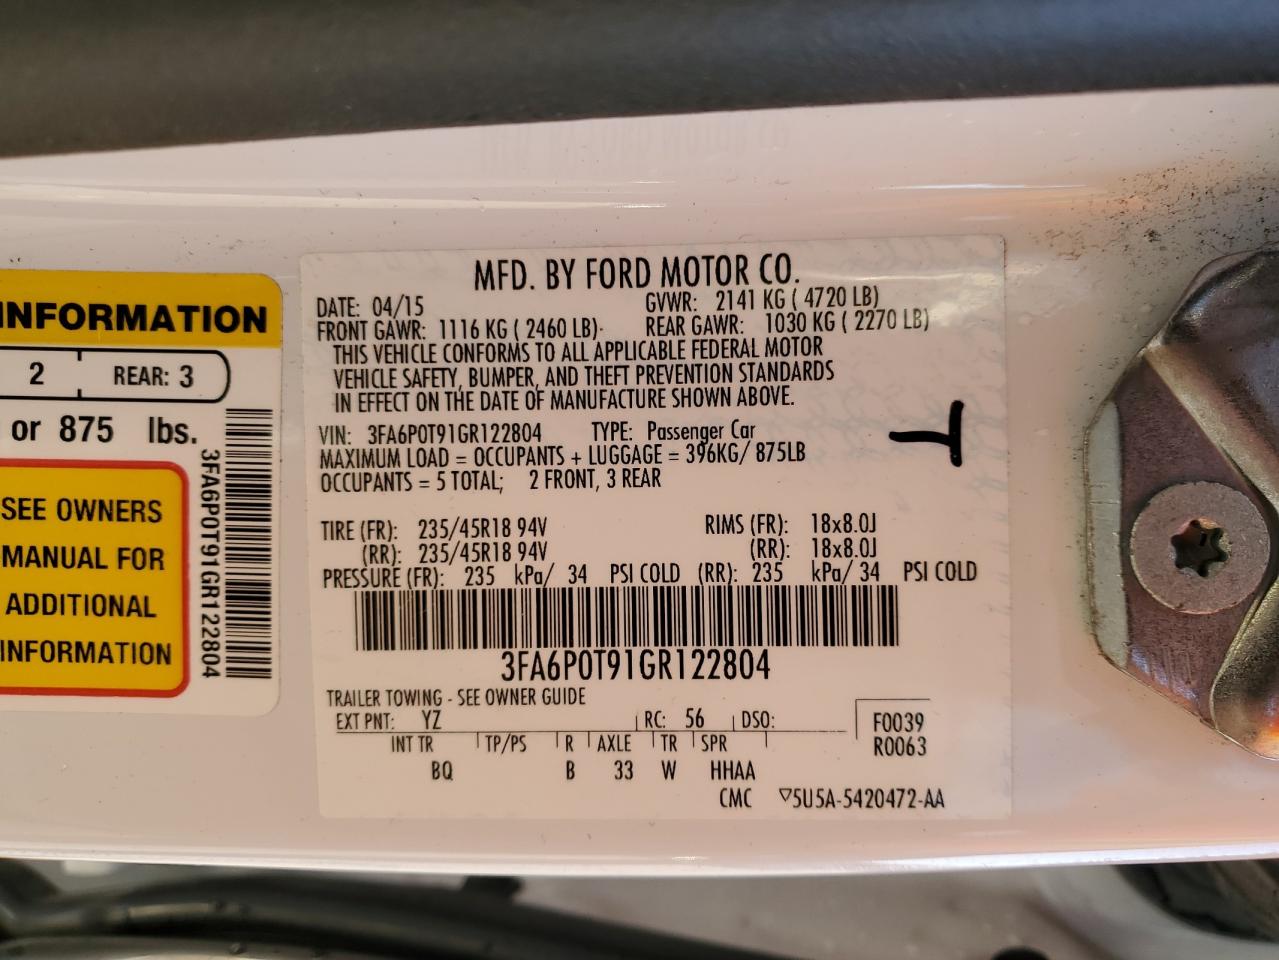 INFORMATION
2 REAR: 3
or 875 lbs.
SEE OWNERS
MANUAL FOR
ADDITIONAL
INFORMATION
3FA6P0T91GR122804
MFD. BY FORD MOTOR CO.
DATE: 04/15 GVWR: 2141 KG ( 4720 LB)
FRONT GAWR: 1116 KG ( 2460 LB) REAR GAWR: 1030 KG ( 2270 LB)
THIS VEHICLE CONFORMS TO ALL APPLICABLE FEDERAL MOTOR
VEHICLE SAFETY, BUMPER, AND THEFT PREVENTION STANDARDS
IN EFFECT ON THE DATE OF MANUFACTURE SHOWN ABOVE.
VIN: 3FA6P0T91GR122804 TYPE: Passenger Car
MAXIMUM LOAD = OCCUPANTS + LUGGAGE = 396KG/ 875LB
OCCUPANTS = 5 TOTAL; 2 FRONT, 3 REAR
TIRE (FR): 235/45R18 94V RIMS (FR): 18x8.0J
(RR): 235/45R18 94V (RR): 18x8.0J
PRESSURE (FR): 235 kPa/ 34 PSI COLD (RR): 235 kPa/ 34 PSI COLD
3FA6P0T91GR122804
TRAILER TOWING - SEE OWNER GUIDE
EXT PNT: YZ RC: 56 DSO: F0039
INT TR TP/PS R AXLE TR SPR R0063
BQ B 33 W HHAA
CMC ▽5U5A-5420472-AA